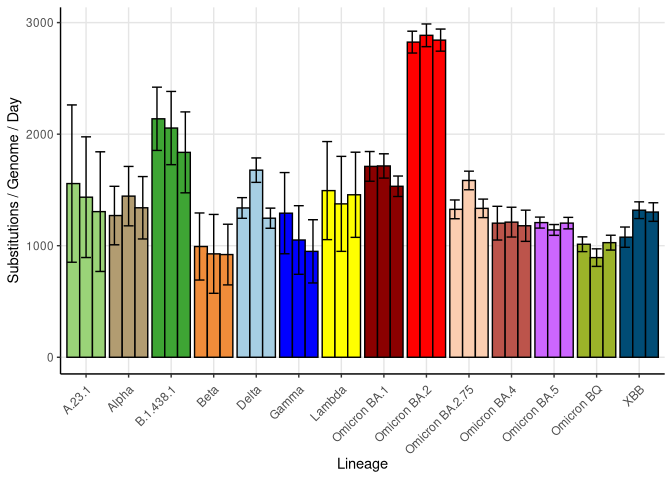 Substitutions / Genome / Day
3000
2000
1000
0
A.23.1
Alpha
B.1.438.1
Beta
Delta
Gamma
Lambda
Omicron BA.1
Omicron BA.2
Omicron BA.2.75
Omicron BA.4
Omicron BA.5
Omicron BQ
XBB
Lineage